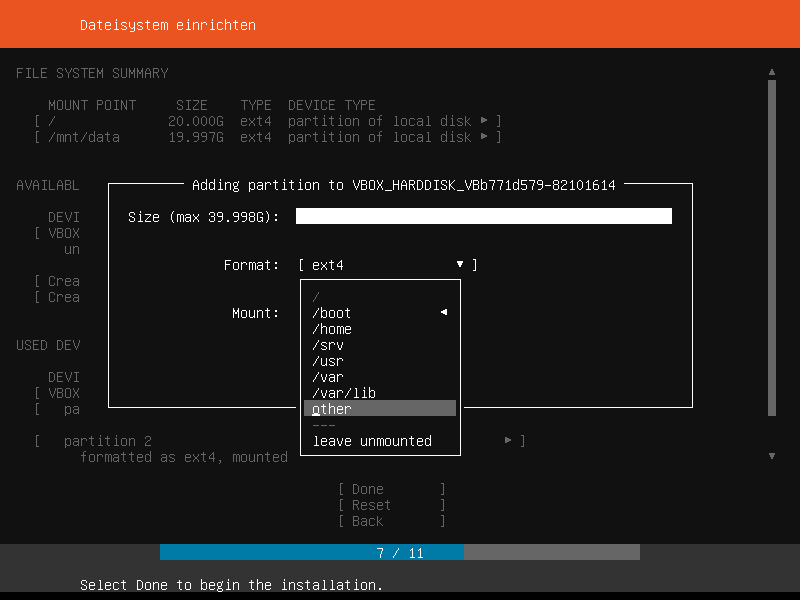 Dateisystem einrichten
FILE SYSTEM SUMMARY
MOUNT POINT SIZE TYPE DEVICE TYPE
[ / 20.000G ext4 partition of local disk ▸ ]
[ /mnt/data 19.997G ext4 partition of local disk ▸ ]
AVAILABL
Adding partition to VBOX_HARDDISK_VBb771d579-82101614
DEVI
Size (max 39.998G):
[ VBOX
un
Format: [ ext4 ▾ ]
[ Crea
[ Crea
Mount:
/
/boot ◂
/home
/srv
/usr
/var
/var/lib
other
---
leave unmounted
USED DEV
DEVI
[ VBOX
[ pa
[ partition 2 ▸ ]
formatted as ext4, mounted
[ Done ]
[ Reset ]
[ Back ]
7 / 11
Select Done to begin the installation.